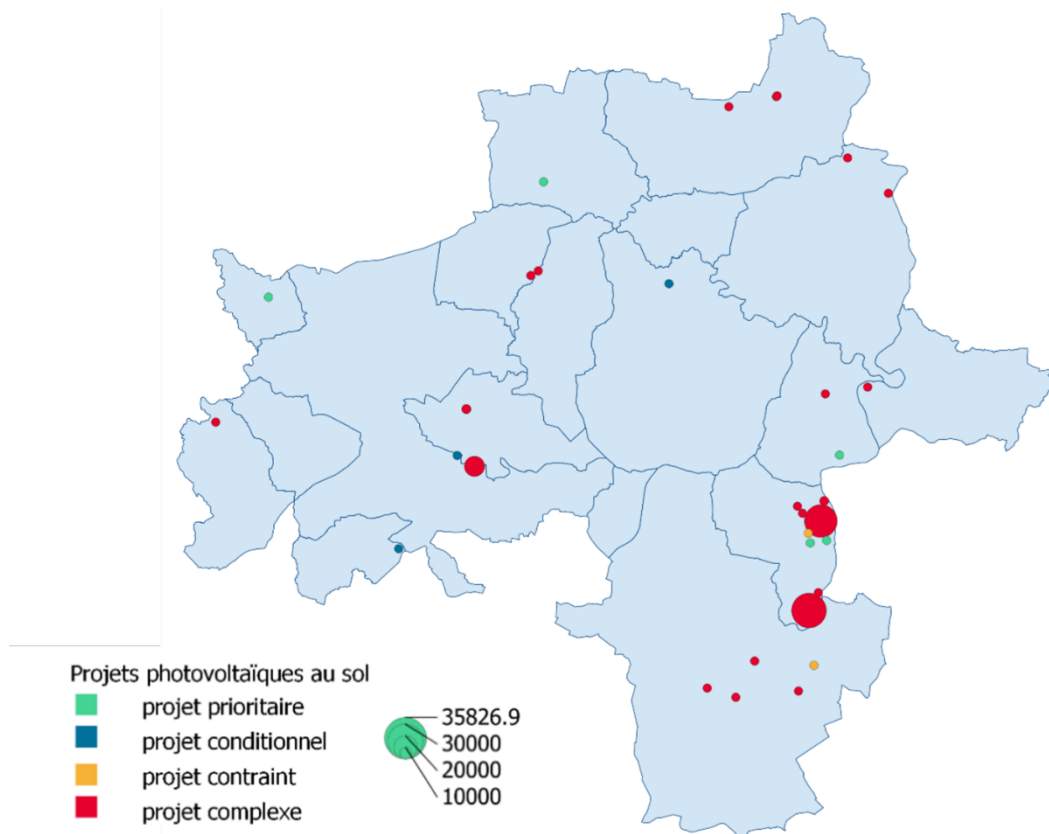 Projets photovoltaïques au sol
projet prioritaire
projet conditionnel
projet contraint
projet complexe
35826.9
30000
20000
10000